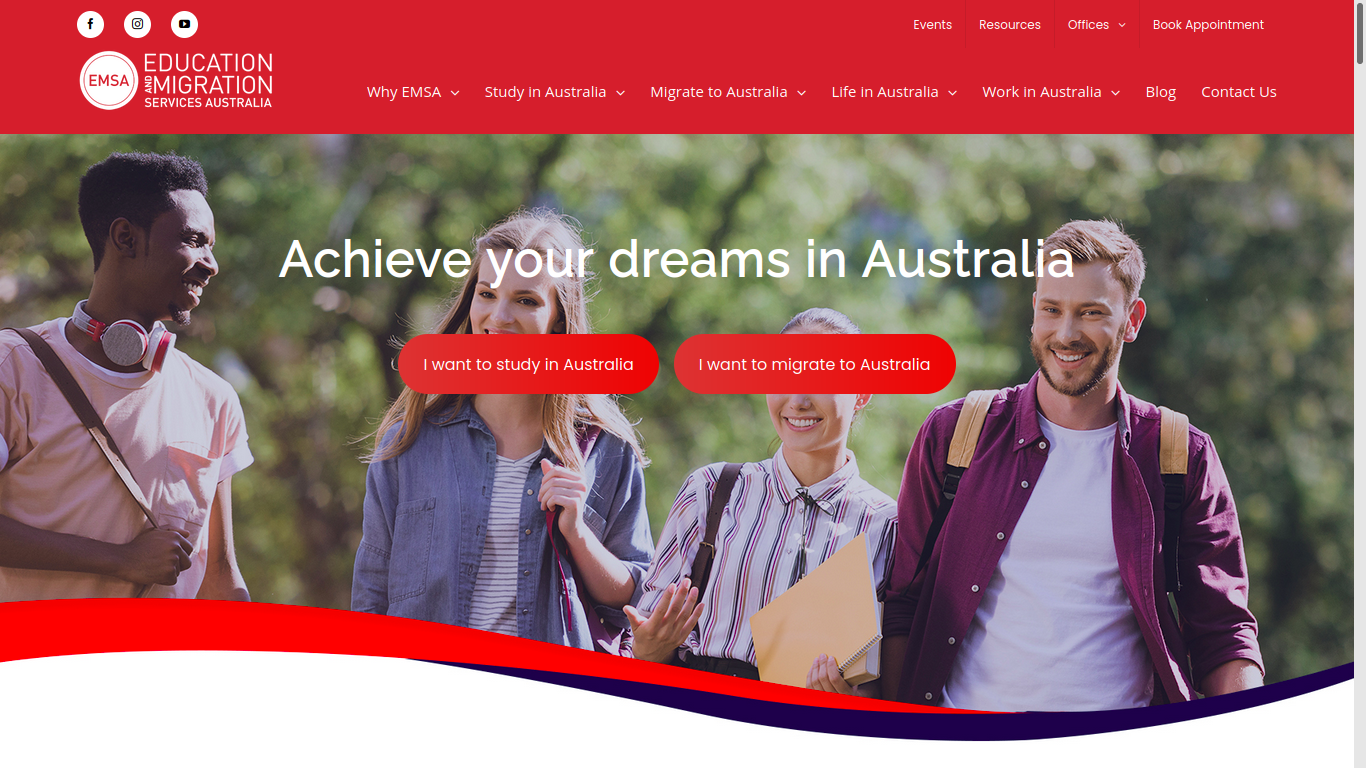 Events
Resources
Offices
Book Appointment
EMSA
EDUCATION
AND
MIGRATION
SERVICES AUSTRALIA
Why EMSA
Study in Australia
Migrate to Australia
Life in Australia
Work in Australia
Blog
Contact Us
Achieve your dreams in Australia
I want to study in Australia
I want to migrate to Australia